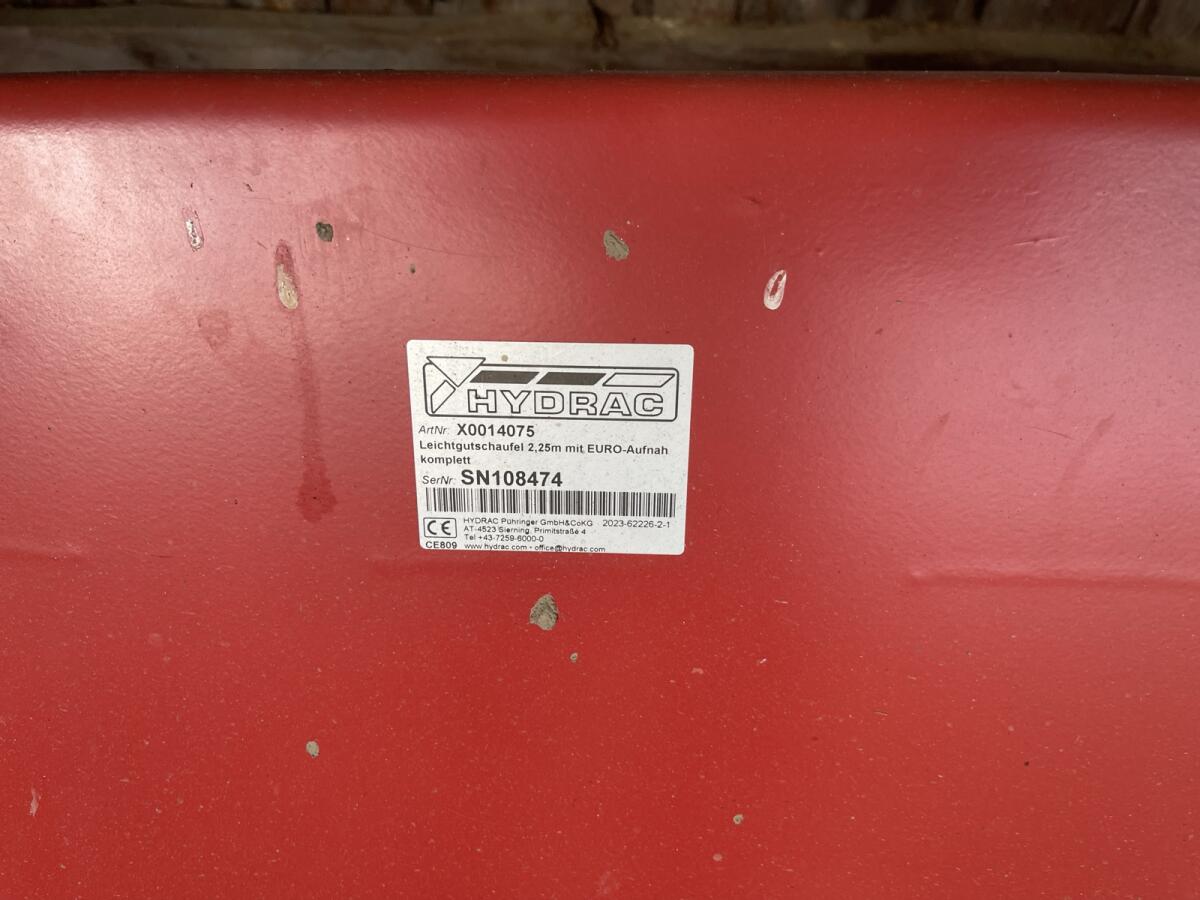 HYDRAC
ArtNr: X0014075
Leichtgutschaufel 2,25m mit EURO-Aufnah
komplett
SerNr: SN108474
HYDRAC Pühringer GmbH&CoKG 2023-62226-2-1
AT-4523 Sierning, Primitstraße 4
Tel +43-7259-6000-0
CE CE809 www.hydrac.com - office@hydrac.com